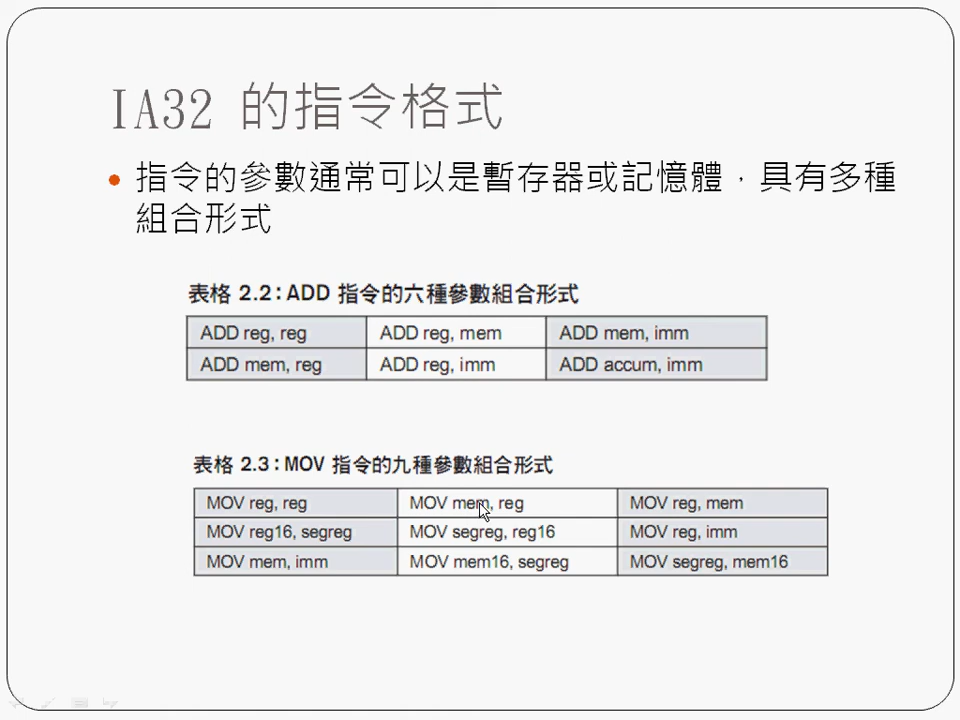 IA32 的指令格式
指令的參數通常可以是暫存器或記憶體，具有多種
組合形式
表格 2.2：ADD 指令的六種參數組合形式
ADD reg, reg ADD reg, mem ADD mem, imm
ADD mem, reg ADD reg, imm ADD accum, imm
表格 2.3：MOV 指令的九種參數組合形式
MOV reg, reg MOV mem, reg MOV reg, mem
MOV reg16, segreg MOV segreg, reg16 MOV reg, imm
MOV mem, imm MOV mem16, segreg MOV segreg, mem16